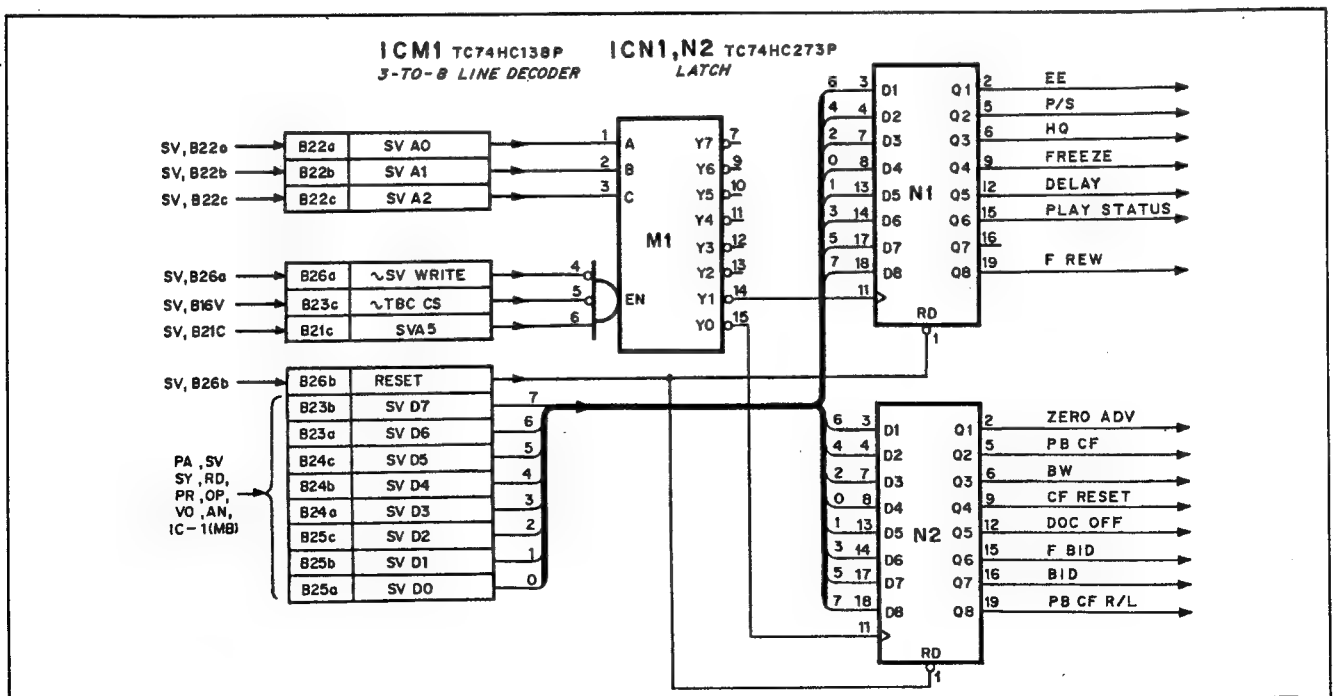 ICM1 TC74HC138P
3-TO-8 LINE DECODER
ICN1,N2 TC74HC273P
LATCH
SV, B22a B22a SV A0 1 A Y7 7
SV, B22b B22b SV A1 2 B Y6 9
SV, B22c B22c SV A2 3 C Y5 10
Y4 11
M1
Y3 12
SV, B26a B26a ~SV WRITE 4 Y2 13
SV, B16V B23c ~TBC CS 5 EN Y1 14
SV, B21C B21c SVA5 6 Y0 15
SV, B26b B26b RESET
B23b SV D7 7
B23a SV D6 6
B24c SV D5 5
B24b SV D4 4
B24a SV D3 3
B25c SV D2 2
B25b SV D1 1
B25a SV D0 0
PA ,SV
SY ,RD,
PR ,OP,
VO ,AN,
IC-1(MB)
6 3 D1 Q1 2 EE
4 4 D2 Q2 5 P/S
2 7 D3 Q3 6 HQ
0 8 D4 Q4 9 FREEZE
1 13 D5 Q5 12 DELAY
N1
3 14 D6 Q6 15 PLAY STATUS
5 17 D7 Q7 16
7 18 D8 Q8 19 F REW
11
RD
1
6 3 D1 Q1 2 ZERO ADV
4 4 D2 Q2 5 PB CF
2 7 D3 Q3 6 BW
0 8 D4 Q4 9 CF RESET
1 13 D5 Q5 12 DOC OFF
N2
3 14 D6 Q6 15 F BID
5 17 D7 Q7 16 BID
7 18 D8 Q8 19 PB CF R/L
11
RD
1